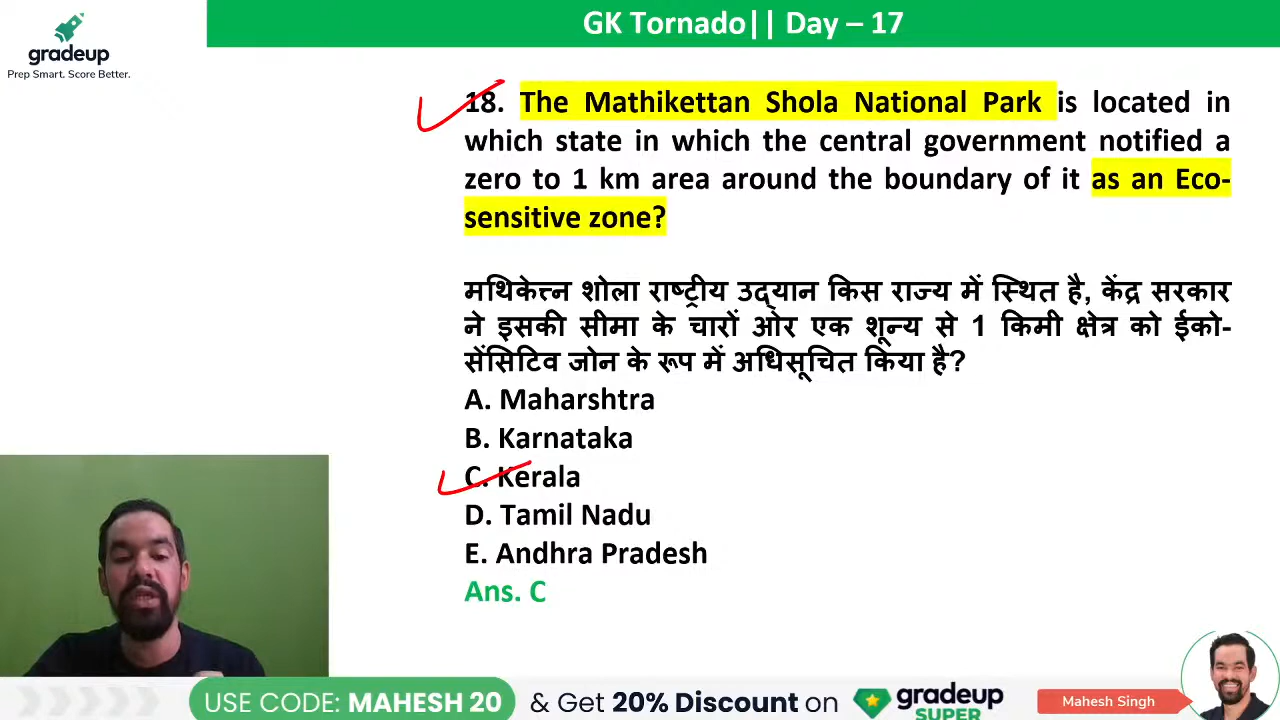 GK Tornado|| Day – 17
gradeup
Prep Smart. Score Better.
18. The Mathikettan Shola National Park is located in
which state in which the central government notified a
zero to 1 km area around the boundary of it as an Eco-
sensitive zone?
मथिकेत्त्न शोला राष्ट्रीय उद्यान किस राज्य में स्थित है, केंद्र सरकार
ने इसकी सीमा के चारों ओर एक शून्य से 1 किमी क्षेत्र को ईको-
सेंसिटिव जोन के रूप में अधिसूचित किया है?
A. Maharshtra
B. Karnataka
C. Kerala
D. Tamil Nadu
E. Andhra Pradesh
Ans. C
USE CODE: MAHESH 20 & Get 20% Discount on gradeup
SUPER
Mahesh Singh